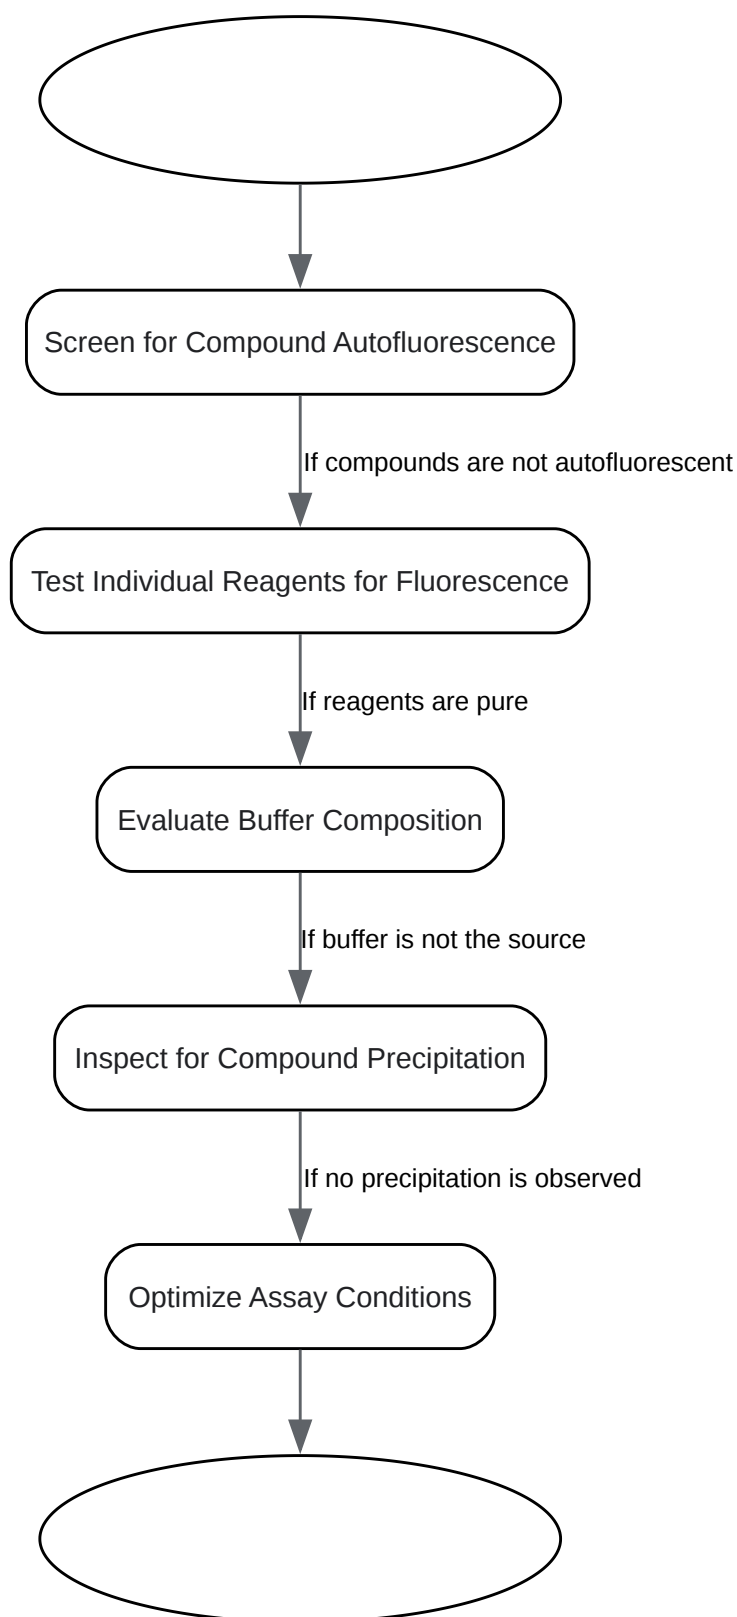 Screen for Compound Autofluorescence
If compounds are not autofluorescent
Test Individual Reagents for Fluorescence
If reagents are pure
Evaluate Buffer Composition
If buffer is not the source
Inspect for Compound Precipitation
If no precipitation is observed
Optimize Assay Conditions